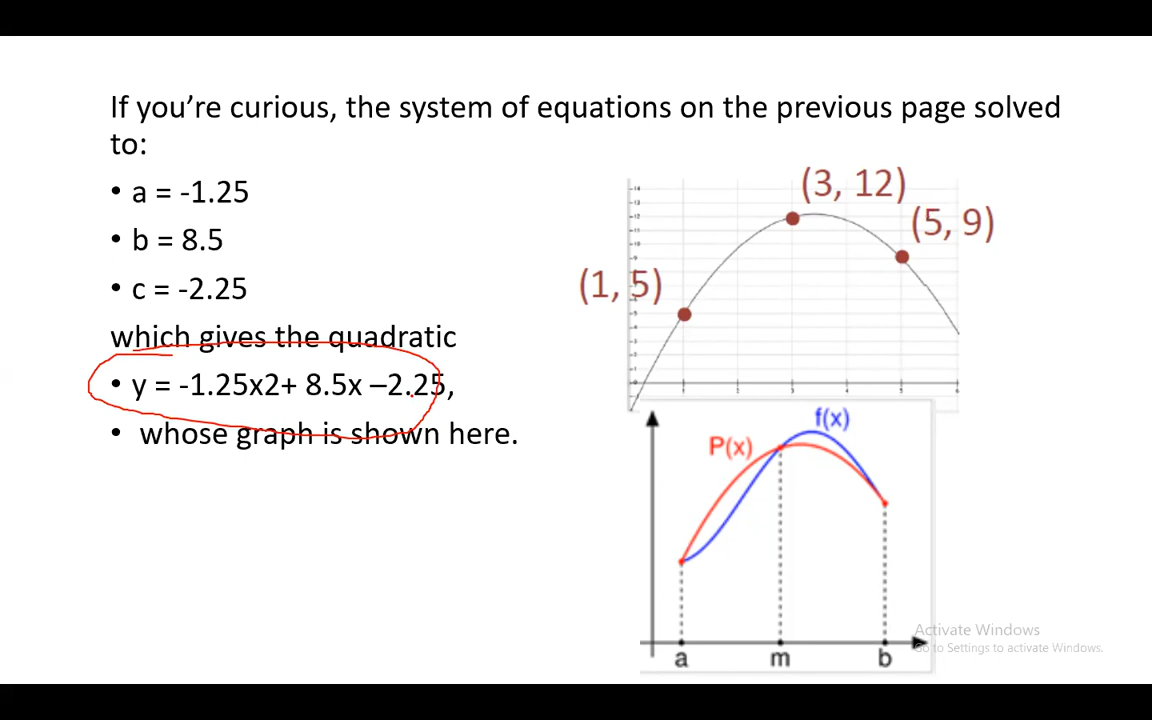 If you're curious, the system of equations on the previous page solved
to:
• a = -1.25
• b = 8.5
• c = -2.25
which gives the quadratic
• y = -1.25x2+ 8.5x –2.25,
• whose graph is shown here.
(3, 12)
(5, 9)
(1, 5)
f(x)
P(x)
a m b
Activate Windows
Go to Settings to activate Windows.